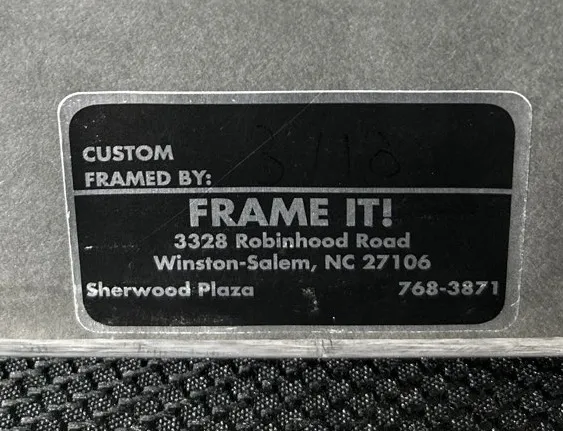 CUSTOM
FRAMED BY:
FRAME IT!
3328 Robinhood Road
Winston-Salem, NC 27106
Sherwood Plaza 768-3871